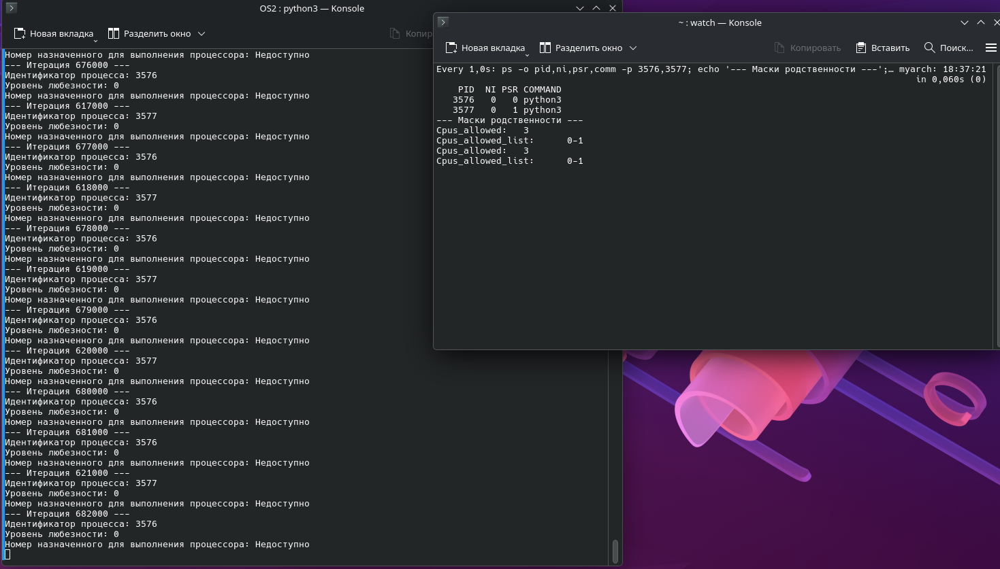 OS2 : python3 — Konsole
Новая вкладка
Разделить окно
Копир
Номер назначенного для выполнения процессора: Недоступно
--- Итерация 676000 ---
Идентификатор процесса: 3576
Уровень любезности: 0
Номер назначенного для выполнения процессора: Недоступно
--- Итерация 617000 ---
Идентификатор процесса: 3577
Уровень любезности: 0
Номер назначенного для выполнения процессора: Недоступно
--- Итерация 677000 ---
Идентификатор процесса: 3576
Уровень любезности: 0
Номер назначенного для выполнения процессора: Недоступно
--- Итерация 618000 ---
Идентификатор процесса: 3577
Уровень любезности: 0
Номер назначенного для выполнения процессора: Недоступно
--- Итерация 678000 ---
Идентификатор процесса: 3576
Уровень любезности: 0
Номер назначенного для выполнения процессора: Недоступно
--- Итерация 619000 ---
Идентификатор процесса: 3577
Уровень любезности: 0
Номер назначенного для выполнения процессора: Недоступно
--- Итерация 679000 ---
Идентификатор процесса: 3576
Уровень любезности: 0
Номер назначенного для выполнения процессора: Недоступно
--- Итерация 620000 ---
Идентификатор процесса: 3577
Уровень любезности: 0
Номер назначенного для выполнения процессора: Недоступно
--- Итерация 680000 ---
Идентификатор процесса: 3576
Уровень любезности: 0
Номер назначенного для выполнения процессора: Недоступно
--- Итерация 681000 ---
Идентификатор процесса: 3576
Уровень любезности: 0
Номер назначенного для выполнения процессора: Недоступно
--- Итерация 621000 ---
Идентификатор процесса: 3577
Уровень любезности: 0
Номер назначенного для выполнения процессора: Недоступно
--- Итерация 682000 ---
Идентификатор процесса: 3576
Уровень любезности: 0
Номер назначенного для выполнения процессора: Недоступно
~ : watch — Konsole
Новая вкладка
Разделить окно
Копировать
Вставить
Поиск...
Every 1,0s: ps -o pid,ni,psr,comm -p 3576,3577; echo '--- Маски родственности ---';… myarch: 18:37:21
in 0,060s (0)
PID NI PSR COMMAND
3576 0 0 python3
3577 0 1 python3
--- Маски родственности ---
Cpus_allowed: 3
Cpus_allowed_list: 0-1
Cpus_allowed: 3
Cpus_allowed_list: 0-1